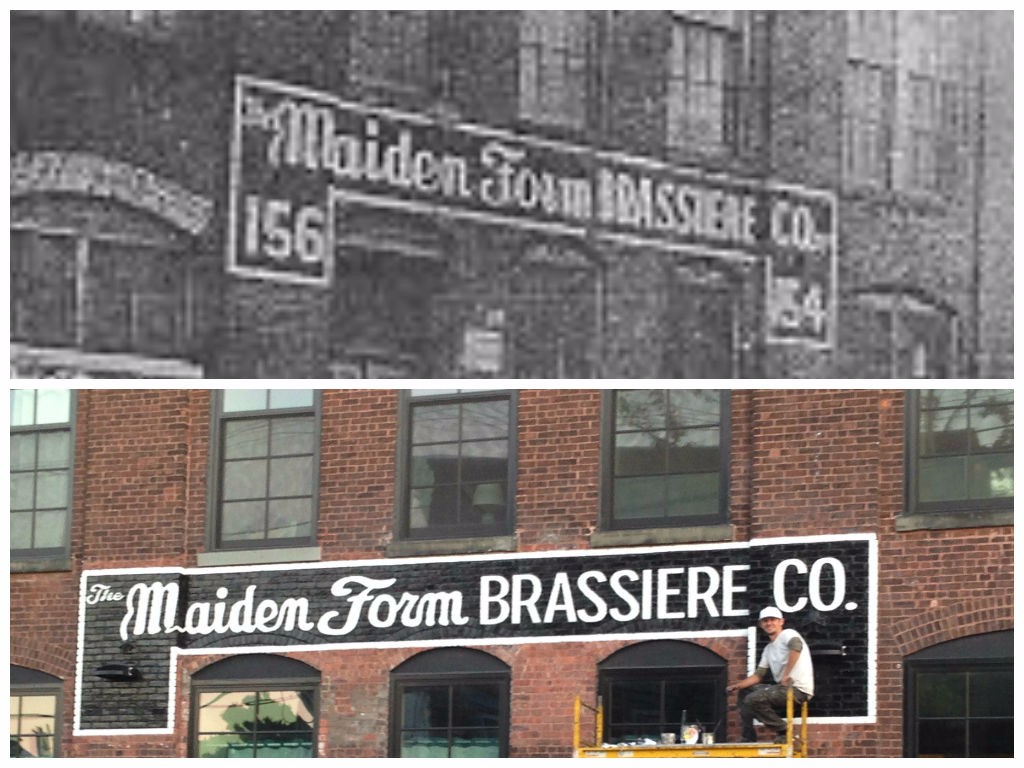 The Maiden Form BRASSIERE CO.
156
154
The Maiden Form BRASSIERE CO.